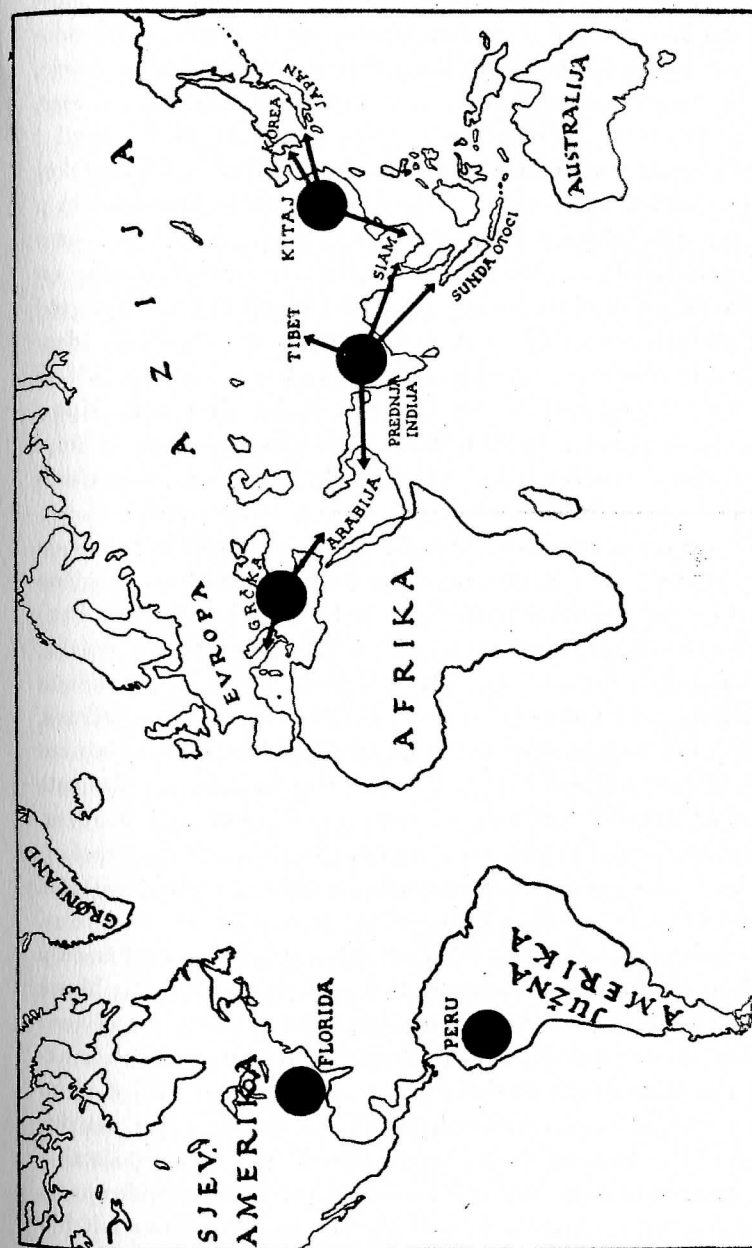 GRØNLAND
SJEV.
AMERIKA
FLORIDA
PERU
JUŽNA
AMERIKA
EVROPA
GRČKA
AFRIKA
ARABIJA
AZIJA
TIBET
PREDNJA
INDIJA
KITAJ
KOREA
JAPAN
SIAM
SUNDA OTOCI
AUSTRALIJA